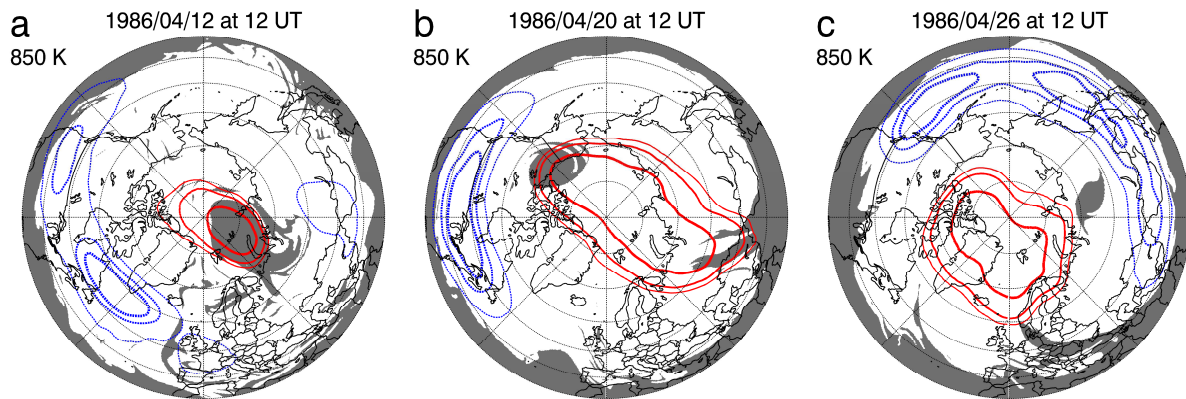 a 1986/04/12 at 12 UT
850 K
b 1986/04/20 at 12 UT
850 K
c 1986/04/26 at 12 UT
850 K